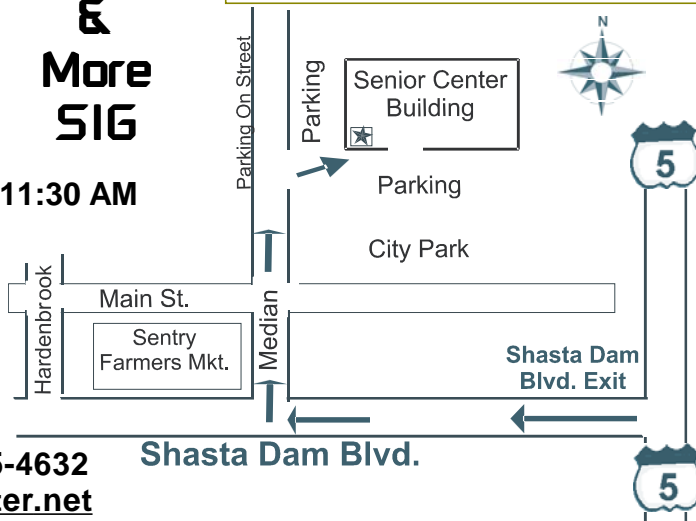 &
More
SIG
11:30 AM
Parking On Street
Parking
Senior Center
Building
N
5
Parking
City Park
Hardenbrook
Main St.
Median
Sentry
Farmers Mkt.
Shasta Dam
Blvd. Exit
Shasta Dam Blvd.
5-4632
ter.net
5